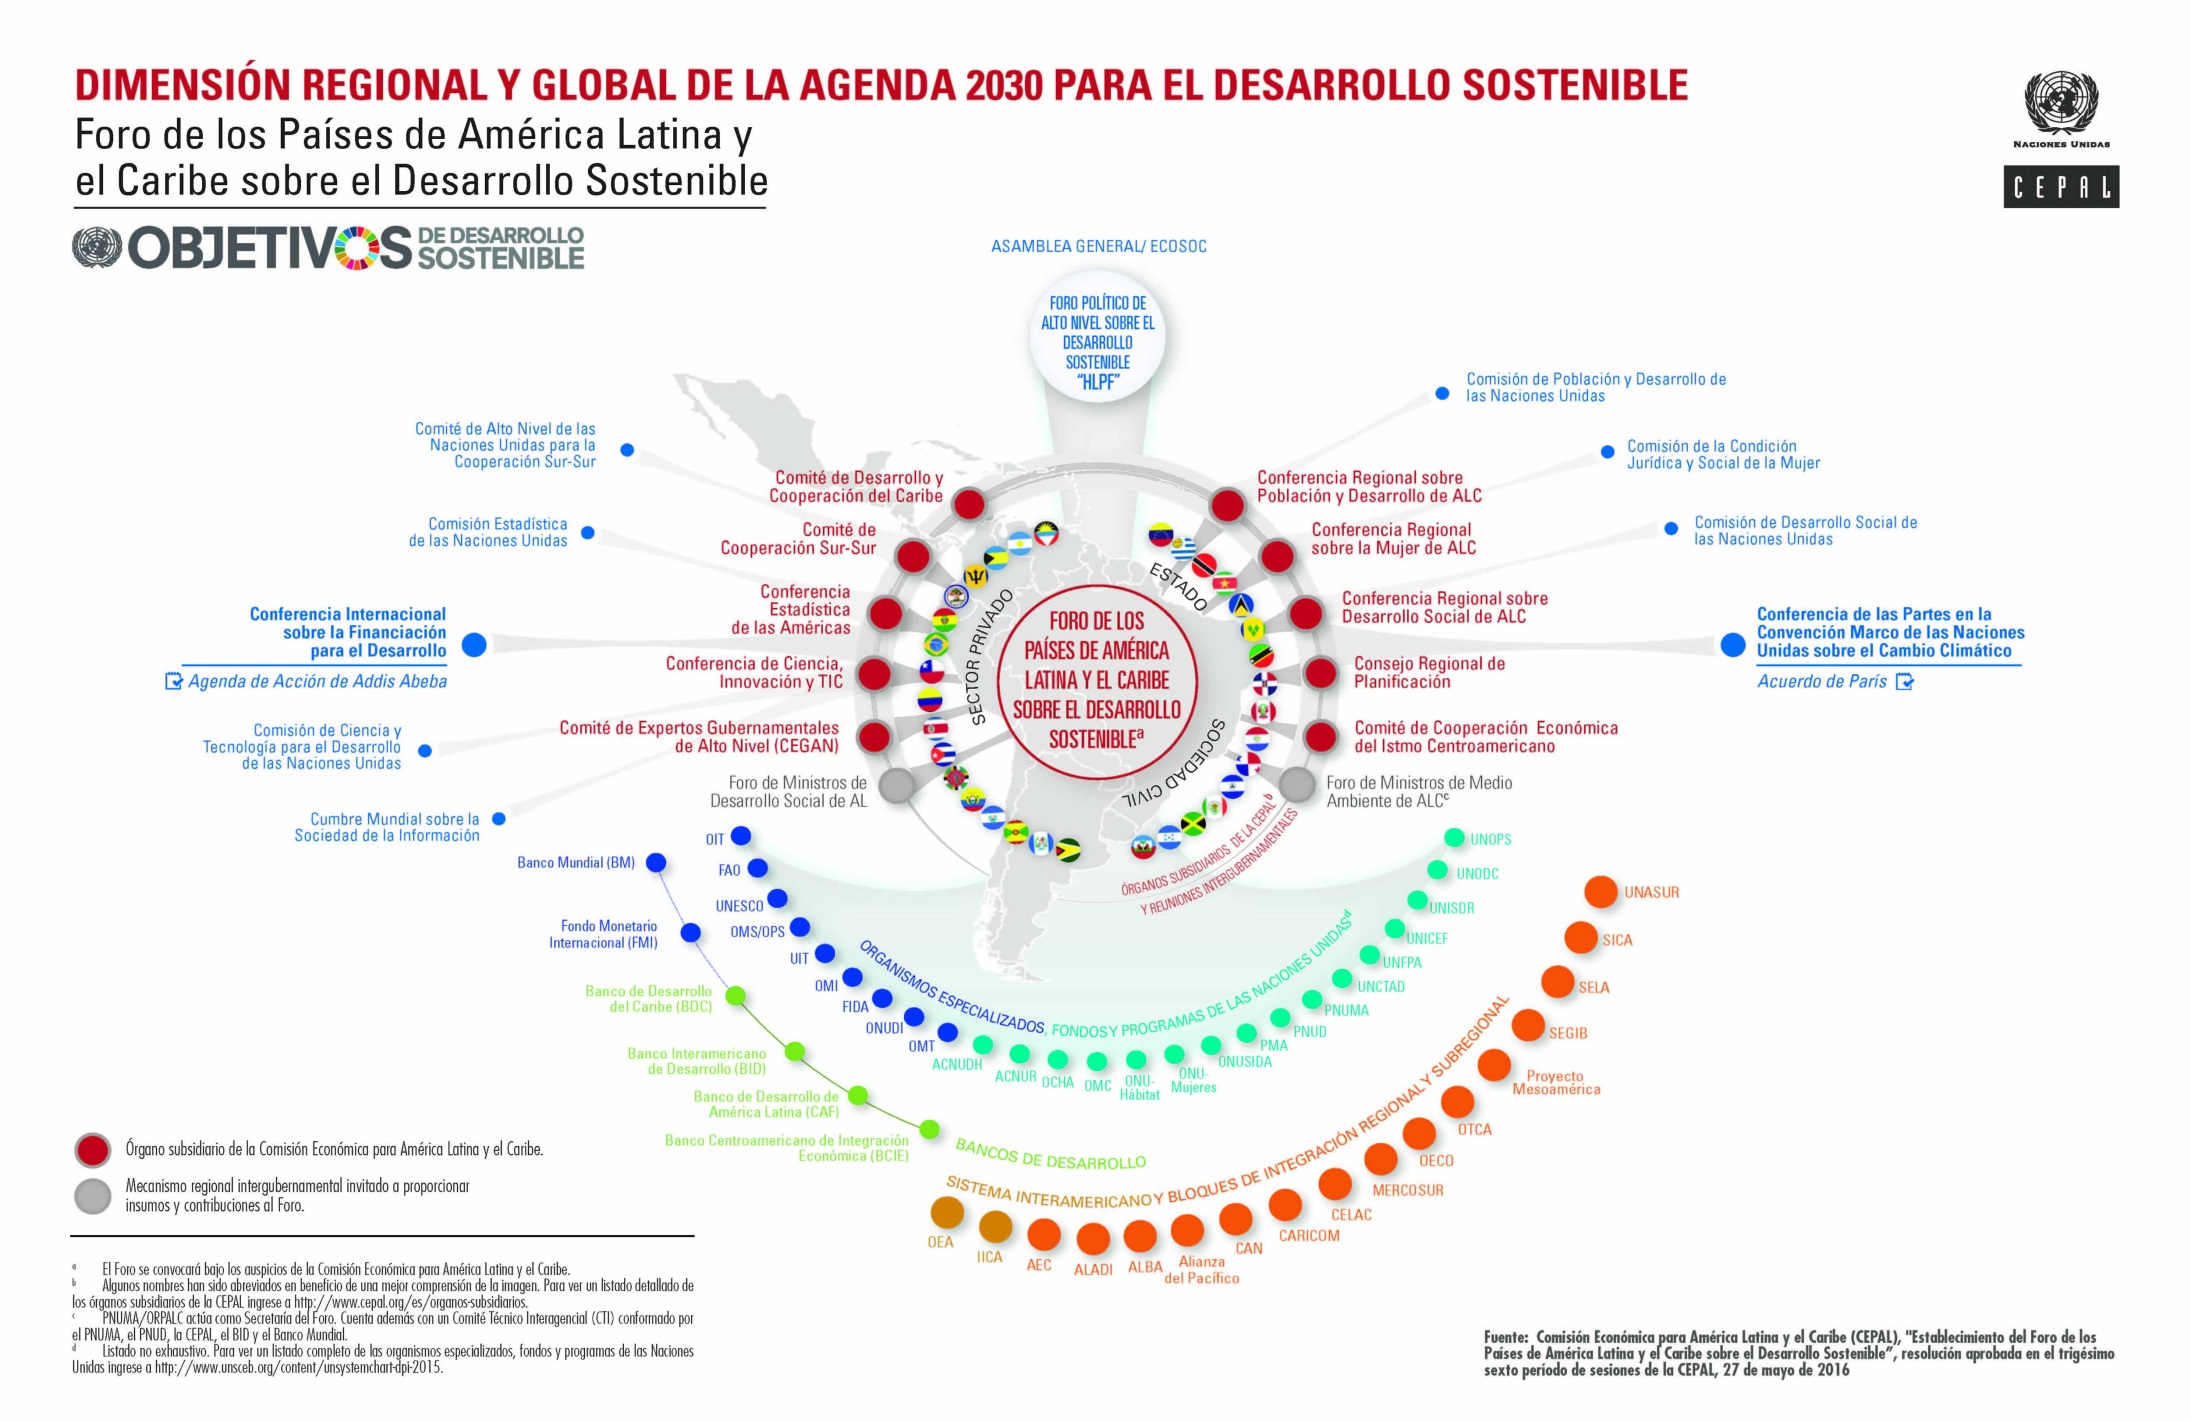 DIMENSIÓN REGIONAL Y GLOBAL DE LA AGENDA 2030 PARA EL DESARROLLO SOSTENIBLE
Foro de los Países de América Latina y
el Caribe sobre el Desarrollo Sostenible
OBJETIVOS DE DESARROLLO
SOSTENIBLE
NACIONES UNIDAS
CEPAL
ASAMBLEA GENERAL/ ECOSOC
FORO POLÍTICO DE
ALTO NIVEL SOBRE EL
DESARROLLO
SOSTENIBLE
“HLPF”
Comité de Alto Nivel de las
Naciones Unidas para la
Cooperación Sur-Sur
Comisión Estadística
de las Naciones Unidas
Conferencia Internacional
sobre la Financiación
para el Desarrollo
Agenda de Acción de Addis Abeba
Comisión de Ciencia y
Tecnología para el Desarrollo
de las Naciones Unidas
Cumbre Mundial sobre la
Sociedad de la Información
Comité de Desarrollo y
Cooperación del Caribe
Comité de
Cooperación Sur-Sur
Conferencia
Estadística
de las Américas
Conferencia de Ciencia,
Innovación y TIC
Comité de Expertos Gubernamentales
de Alto Nivel (CEGAN)
Foro de Ministros de
Desarrollo Social de AL
SECTOR PRIVADO
ESTADO
SOCIEDAD CIVIL
FORO DE LOS
PAÍSES DE AMÉRICA
LATINA Y EL CARIBE
SOBRE EL DESARROLLO
SOSTENIBLEª
Conferencia Regional sobre
Población y Desarrollo de ALC
Conferencia Regional
sobre la Mujer de ALC
Conferencia Regional sobre
Desarrollo Social de ALC
Consejo Regional de
Planificación
Comité de Cooperación Económica
del Istmo Centroamericano
Foro de Ministros de Medio
Ambiente de ALCᶜ
Comisión de Población y Desarrollo de
las Naciones Unidas
Comisión de la Condición
Jurídica y Social de la Mujer
Comisión de Desarrollo Social de
las Naciones Unidas
Conferencia de las Partes en la
Convención Marco de las Naciones
Unidas sobre el Cambio Climático
Acuerdo de París
ÓRGANOS SUBSIDIARIOS DE LA CEPALᵇ
Y REUNIONES INTERGUBERNAMENTALES
Banco Mundial (BM)
Fondo Monetario
Internacional (FMI)
Banco de Desarrollo
del Caribe (BDC)
Banco Interamericano
de Desarrollo (BID)
Banco de Desarrollo de
América Latina (CAF)
Banco Centroamericano de Integración
Económica (BCIE)
BANCOS DE DESARROLLO
OIT
FAO
UNESCO
OMS/OPS
UIT
OMI
FIDA
ONUDI
OMT
ACNUDH
ACNUR
OCHA
OMC
ONU-
Hábitat
ONU-
Mujeres
ONUSIDA
PMA
PNUD
PNUMA
UNCTAD
UNFPA
UNICEF
UNISDR
UNODC
UNOPS
ORGANISMOS ESPECIALIZADOS, FONDOS Y PROGRAMAS DE LAS NACIONES UNIDASᵈ
SISTEMA INTERAMERICANO Y BLOQUES DE INTEGRACIÓN REGIONAL Y SUBREGIONAL
OEA
IICA
AEC
ALADI
ALBA
Alianza
del Pacífico
CAN
CARICOM
CELAC
MERCOSUR
OECO
OTCA
Proyecto
Mesoamérica
SEGIB
SELA
SICA
UNASUR
Órgano subsidiario de la Comisión Económica para América Latina y el Caribe.
Mecanismo regional intergubernamental invitado a proporcionar
insumos y contribuciones al Foro.
a El Foro se convocará bajo los auspicios de la Comisión Económica para América Latina y el Caribe.
b Algunos nombres han sido abreviados en beneficio de una mejor comprensión de la imagen. Para ver un listado detallado de
los órganos subsidiarios de la CEPAL ingrese a http://www.cepal.org/es/organos-subsidiarios.
c PNUMA/ORPALC actúa como Secretaría del Foro. Cuenta además con un Comité Técnico Interagencial (CTI) conformado por
el PNUMA, el PNUD, la CEPAL, el BID y el Banco Mundial.
d Listado no exhaustivo. Para ver un listado completo de las organismos especializados, fondos y programas de las Naciones
Unidas ingrese a http://www.unsceb.org/content/unsystemchart-dpi-2015.
Fuente: Comisión Económica para América Latina y el Caribe (CEPAL), "Establecimiento del Foro de los
Países de América Latina y el Caribe sobre el Desarrollo Sostenible”, resolución aprobada en el trigésimo
sexto período de sesiones de la CEPAL, 27 de mayo de 2016